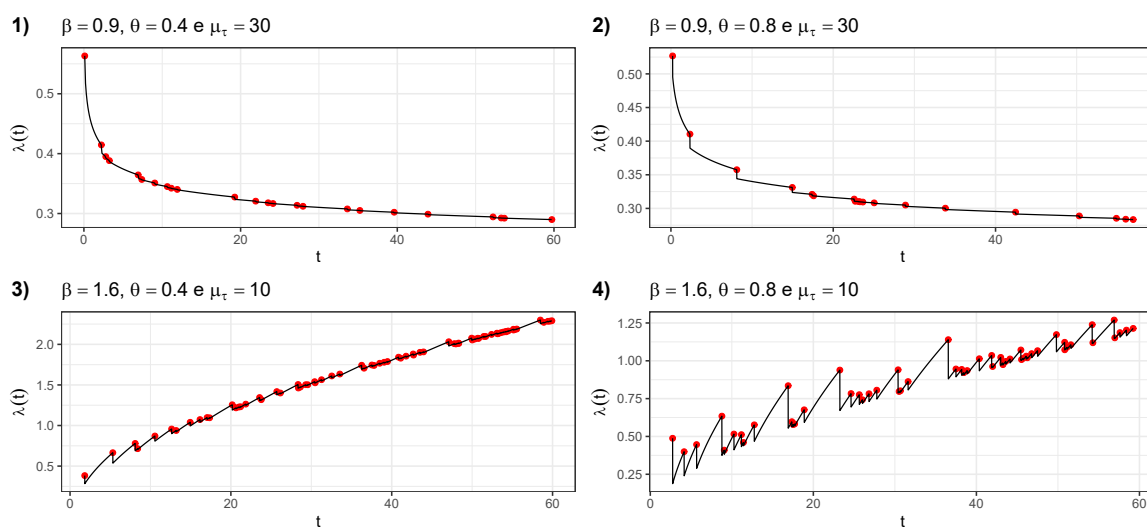 1) β = 0.9, θ = 0.4 e μτ = 30
λ(t)
0.5
0.4
0.3
0 20 40 60
t
2) β = 0.9, θ = 0.8 e μτ = 30
λ(t)
0.50
0.45
0.40
0.35
0.30
0 20 40
t
3) β = 1.6, θ = 0.4 e μτ = 10
λ(t)
2.0
1.5
1.0
0.5
0 20 40 60
t
4) β = 1.6, θ = 0.8 e μτ = 10
λ(t)
1.25
1.00
0.75
0.50
0.25
0 20 40 60
t